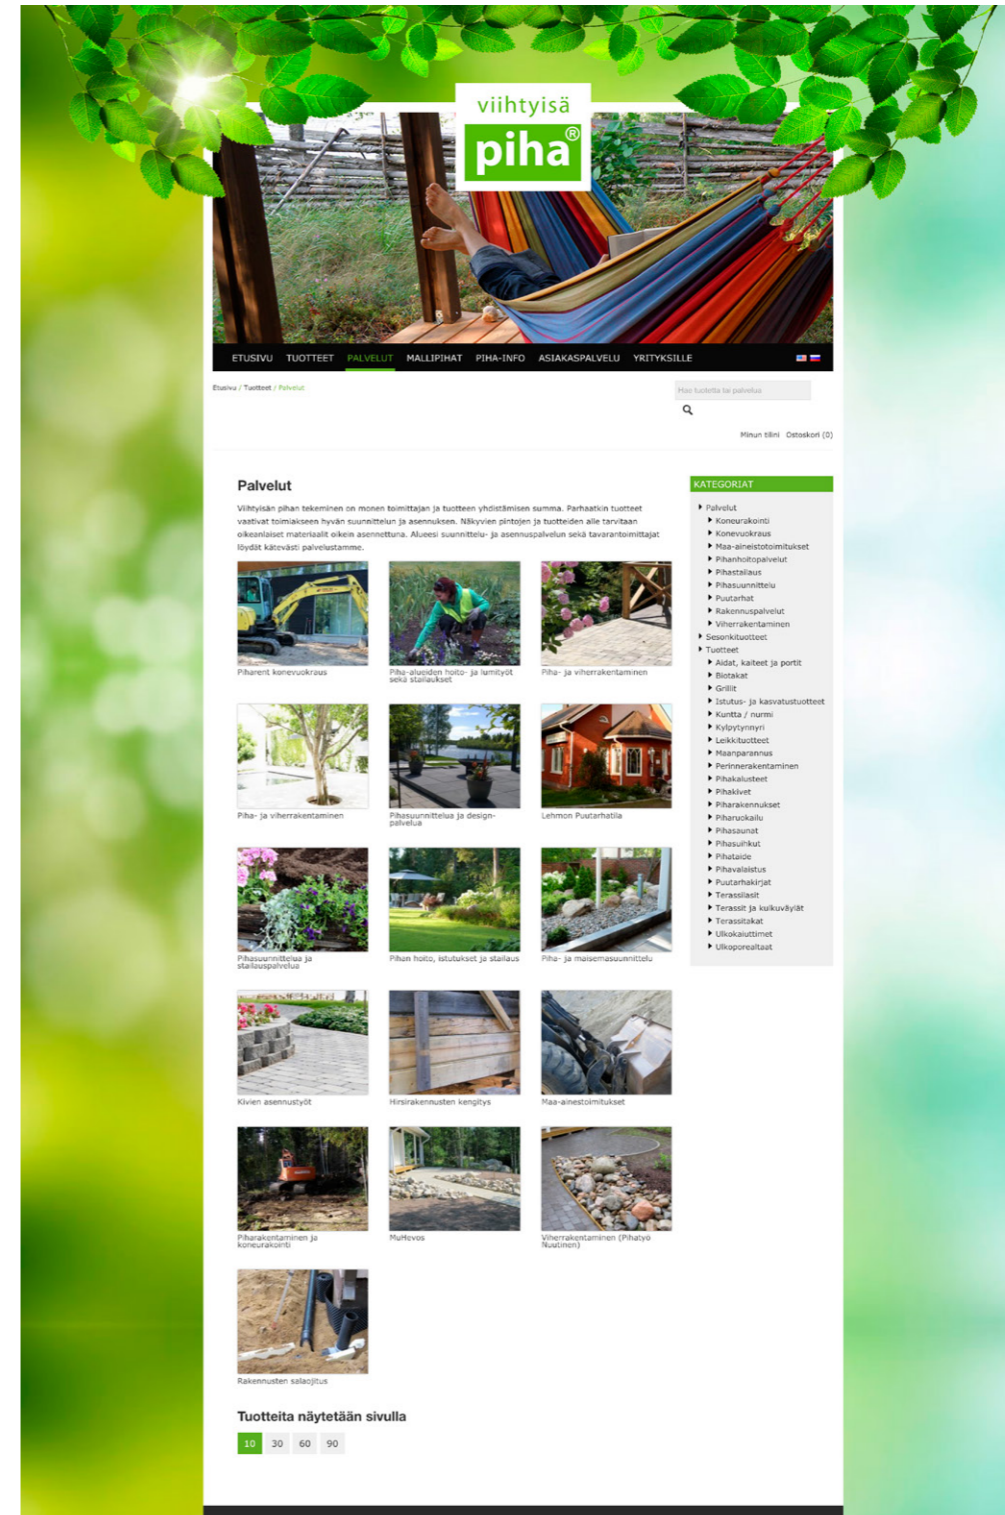 viihtyisä
piha®
ETUSIVU TUOTTEET PALVELUT MALLIPIHAT PIHA-INFO ASIAKASPALVELU YRITYKSILLE
Etusivu / Tuotteet / Palvelut
Hae tuotetta tai palvelua
Minun tilini Ostoskori (0)
Palvelut
Viihtyisän pihan tekeminen on monen toimittajan ja tuotteen yhdistämisen summa. Parhaatkin tuotteet
vaativat toimiakseen hyvän suunnittelun ja asennuksen. Näkyvien pintojen ja tuotteiden alle tarvitaan
oikeanlaiset materiaalit oikein asennettuna. Alueesi suunnittelu- ja asennuspalvelun sekä tavarantoimittajat
löydät kätevästi palvelustamme.
Piharent konevuokraus
Piha-alueiden hoito- ja lumityöt
sekä stailaukset
Piha- ja viherrakentaminen
Piha- ja viherrakentaminen
Pihasuunnittelua ja design-
palvelua
Lehmon Puutarhatila
Pihasuunnittelua ja
stailauspalvelua
Pihan hoito, istutukset ja stailaus
Piha- ja maisemasuunnittelu
Kivien asennustyöt
Hirsirakennusten kengitys
Maa-ainestoimitukset
Piharakentaminen ja
koneurakointi
MuHevos
Viherrakentaminen (Pihatyö
Nuutinen)
Rakennusten salaojitus
Tuotteita näytetään sivulla
10 30 60 90
KATEGORIAT
Palvelut
Koneurakointi
Konevuokraus
Maa-aineistotoimitukset
Pihanhoitopalvelut
Pihastailaus
Pihasuunnittelu
Puutarhat
Rakennuspalvelut
Viherrakentaminen
Sesonkituotteet
Tuotteet
Aidat, kaiteet ja portit
Biotakat
Grillit
Istutus- ja kasvatustuotteet
Kuntta / nurmi
Kylpytynnyri
Leikkituotteet
Maanparannus
Perinnerakentaminen
Pihakalusteet
Pihakivet
Piharakennukset
Piharuokailu
Pihasaunat
Pihasuihkut
Pihataide
Pihavalaistus
Puutarhakirjat
Terassilasit
Terassit ja kulkuväylät
Terassitakat
Ulkokaiuttimet
Ulkoporealtaat